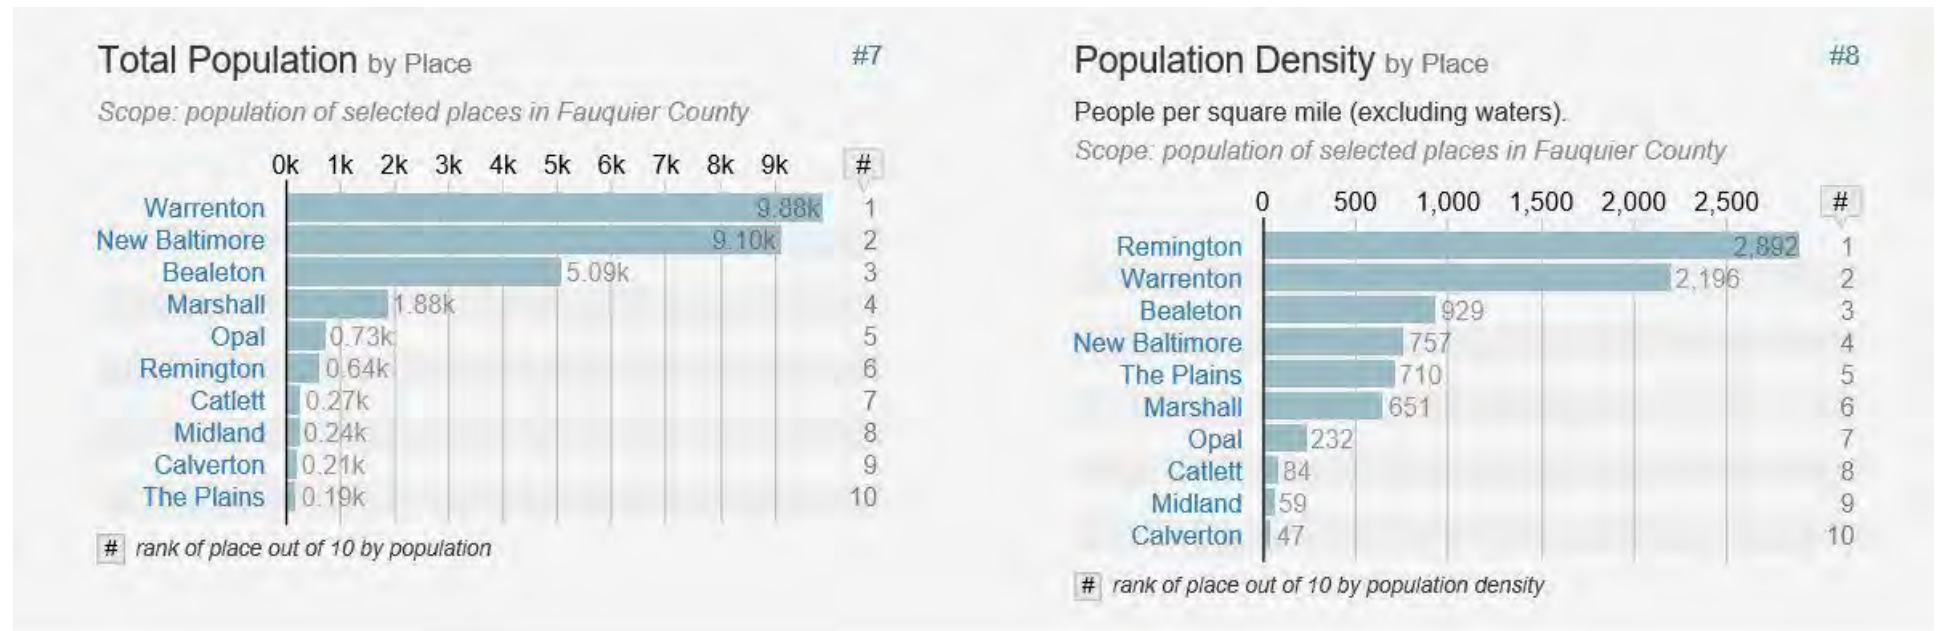 Total Population by Place #7
Scope: population of selected places in Fauquier County
0k 1k 2k 3k 4k 5k 6k 7k 8k 9k #
Warrenton 9.88k 1
New Baltimore 9.10k 2
Bealeton 5.09k 3
Marshall 1.88k 4
Opal 0.73k 5
Remington 0.64k 6
Catlett 0.27k 7
Midland 0.24k 8
Calverton 0.21k 9
The Plains 0.19k 10
# rank of place out of 10 by population
Population Density by Place #8
People per square mile (excluding waters).
Scope: population of selected places in Fauquier County
0 500 1,000 1,500 2,000 2,500 #
Remington 2,892 1
Warrenton 2,196 2
Bealeton 929 3
New Baltimore 757 4
The Plains 710 5
Marshall 651 6
Opal 232 7
Catlett 84 8
Midland 59 9
Calverton 47 10
# rank of place out of 10 by population density